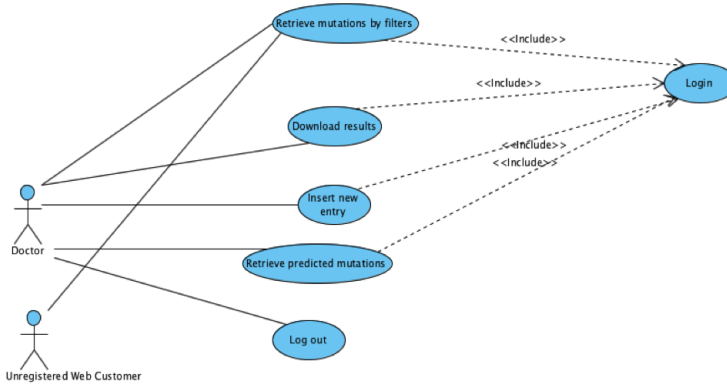 Retrieve mutations by filters
<<Include>>
Login
<<Include>>
Download results
<<Include>>
<<Include>>
Insert new
entry
Doctor
Retrieve predicted mutations
Log out
Unregistered Web Customer